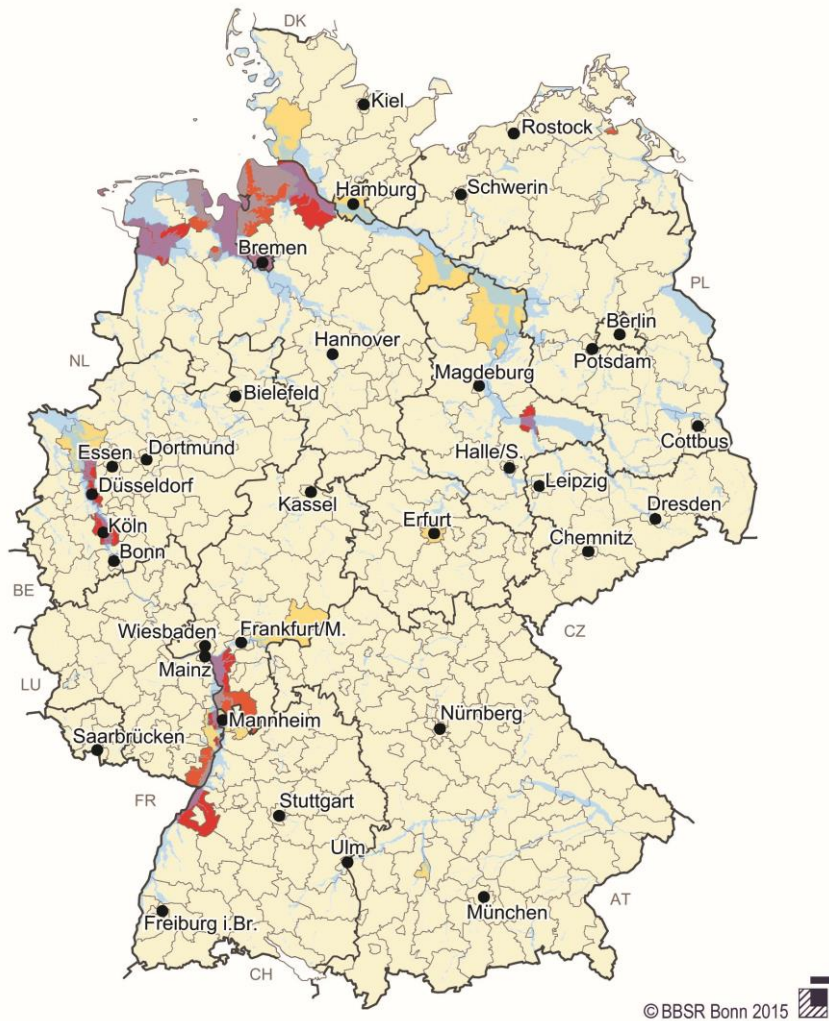 DK
Kiel
Rostock
Hamburg
Schwerin
Bremen
PL
Berlin
Hannover
Potsdam
NL
Magdeburg
Bielefeld
Cottbus
Essen
Dortmund
Halle/S.
Leipzig
Düsseldorf
Kassel
Dresden
Köln
Erfurt
Chemnitz
Bonn
BE
CZ
Wiesbaden
Frankfurt/M.
Mainz
LU
Mannheim
Nürnberg
Saarbrücken
FR
Stuttgart
Ulm
AT
München
Freiburg i.Br.
CH
© BBSR Bonn 2015